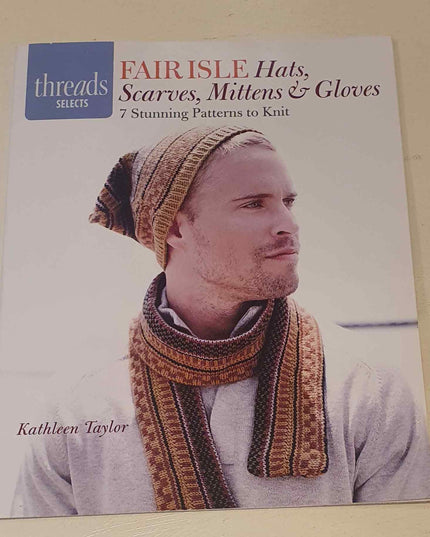 threads
SELECTS
FAIR ISLE Hats,
Scarves, Mittens & Gloves
7 Stunning Patterns to Knit
Kathleen Taylor